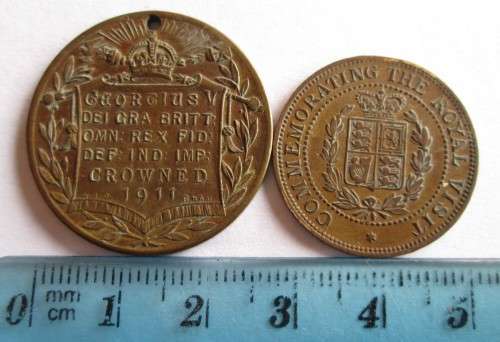 GEORGIUS V
DEI GRA BRITT:
OMN: REX FID:
DEF: IND: IMP:
CROWNED
1911
COMMEMORATING THE ROYAL VISIT
0 mm 1 2 3 4 5
cm